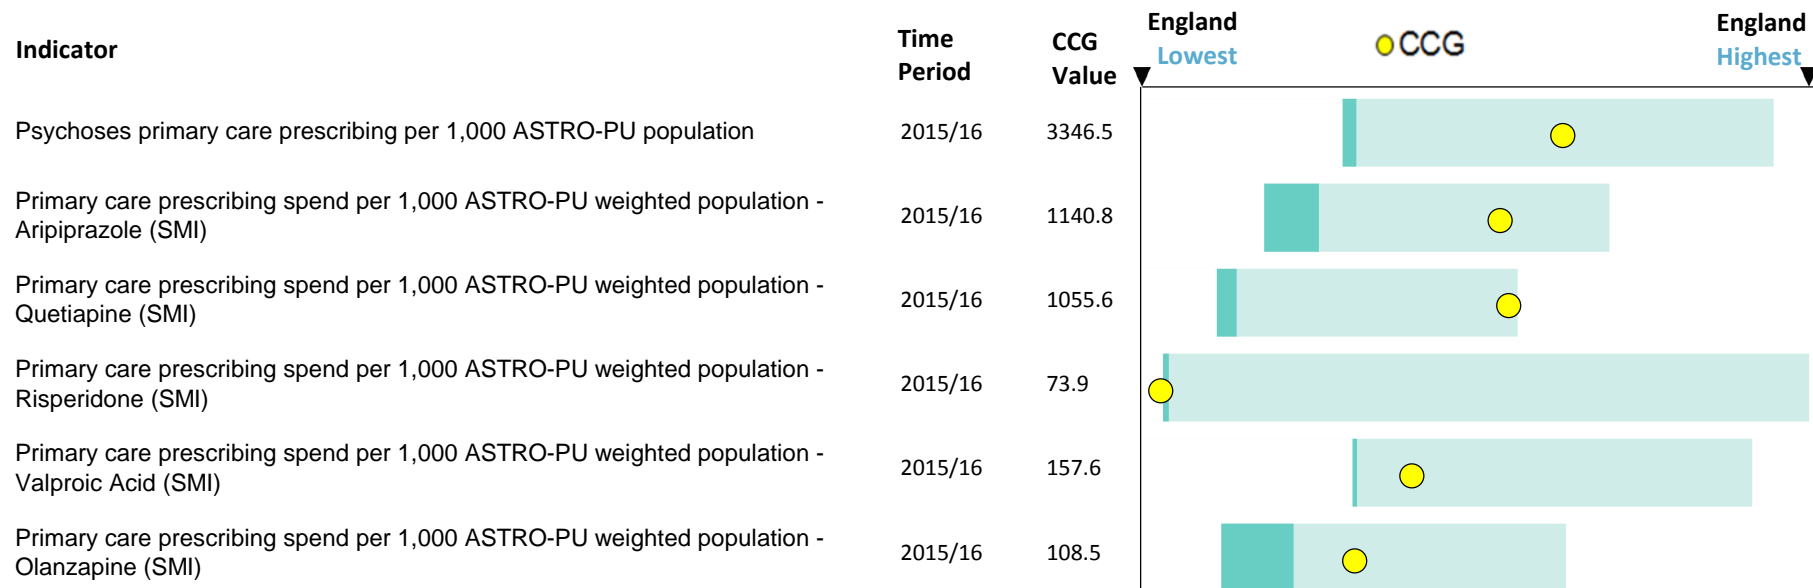 Indicator
Time
Period
CCG
Value
England
Lowest
CCG
England
Highest
Psychoses primary care prescribing per 1,000 ASTRO-PU population
2015/16
3346.5
Primary care prescribing spend per 1,000 ASTRO-PU weighted population -
Aripiprazole (SMI)
2015/16
1140.8
Primary care prescribing spend per 1,000 ASTRO-PU weighted population -
Quetiapine (SMI)
2015/16
1055.6
Primary care prescribing spend per 1,000 ASTRO-PU weighted population -
Risperidone (SMI)
2015/16
73.9
Primary care prescribing spend per 1,000 ASTRO-PU weighted population -
Valproic Acid (SMI)
2015/16
157.6
Primary care prescribing spend per 1,000 ASTRO-PU weighted population -
Olanzapine (SMI)
2015/16
108.5